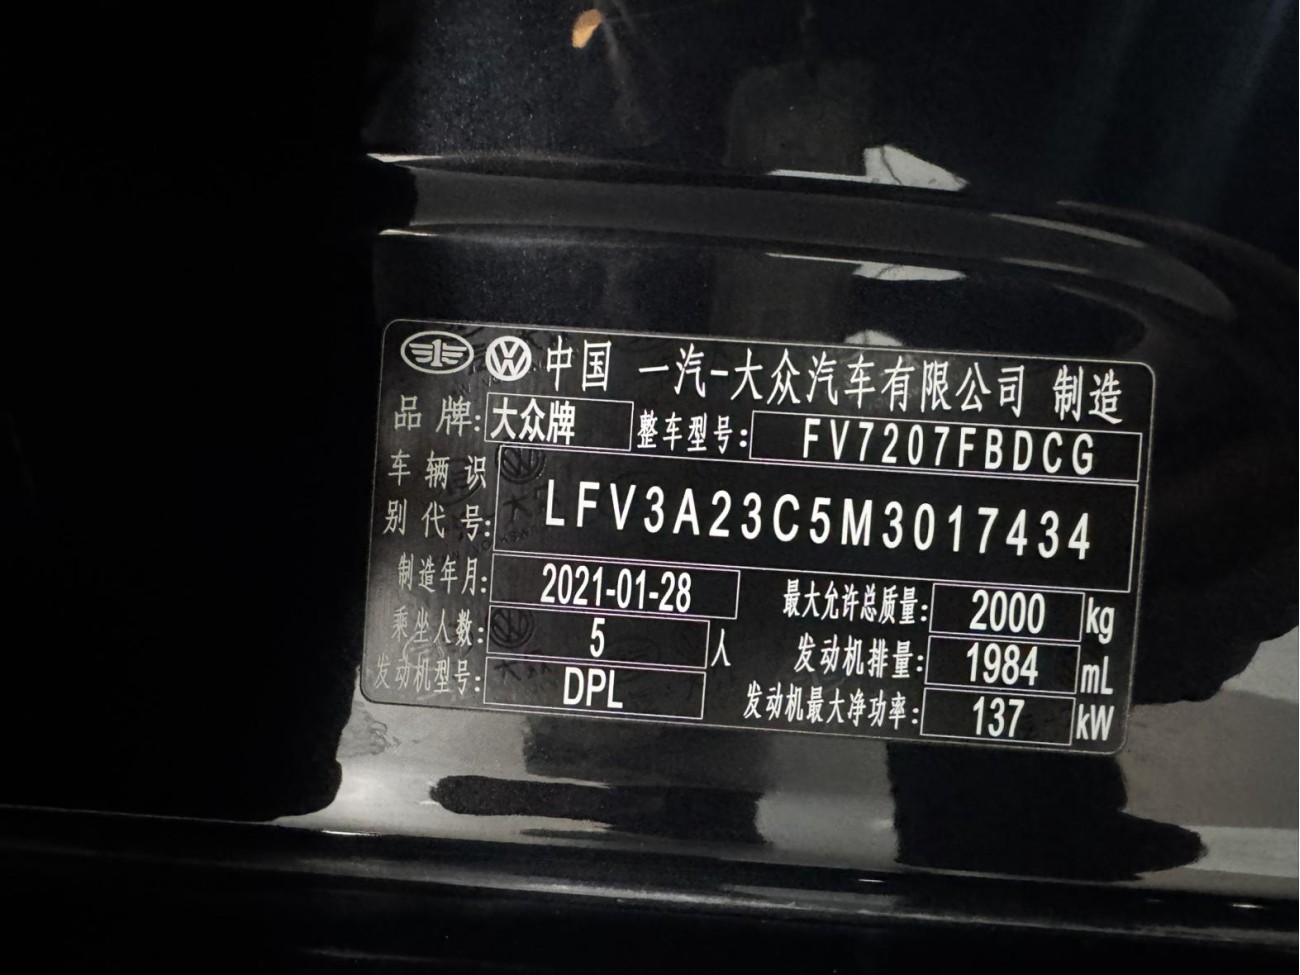 中国 一汽-大众汽车有限公司 制造
品牌: 大众牌 整车型号: FV7207FBDCG
车辆识别代号: LFV3A23C5M3017434
制造年月: 2021-01-28 最大允许总质量: 2000 kg
乘坐人数: 5 人 发动机排量: 1984 mL
发动机型号: DPL 发动机最大净功率: 137 kW